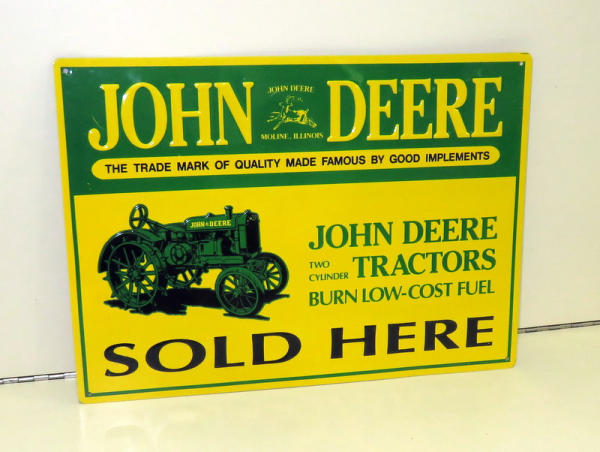 JOHN DEERE
JOHN DEERE
MOLINE, ILLINOIS
THE TRADE MARK OF QUALITY MADE FAMOUS BY GOOD IMPLEMENTS
JOHN DEERE
JOHN DEERE
TWO CYLINDER TRACTORS
BURN LOW-COST FUEL
SOLD HERE